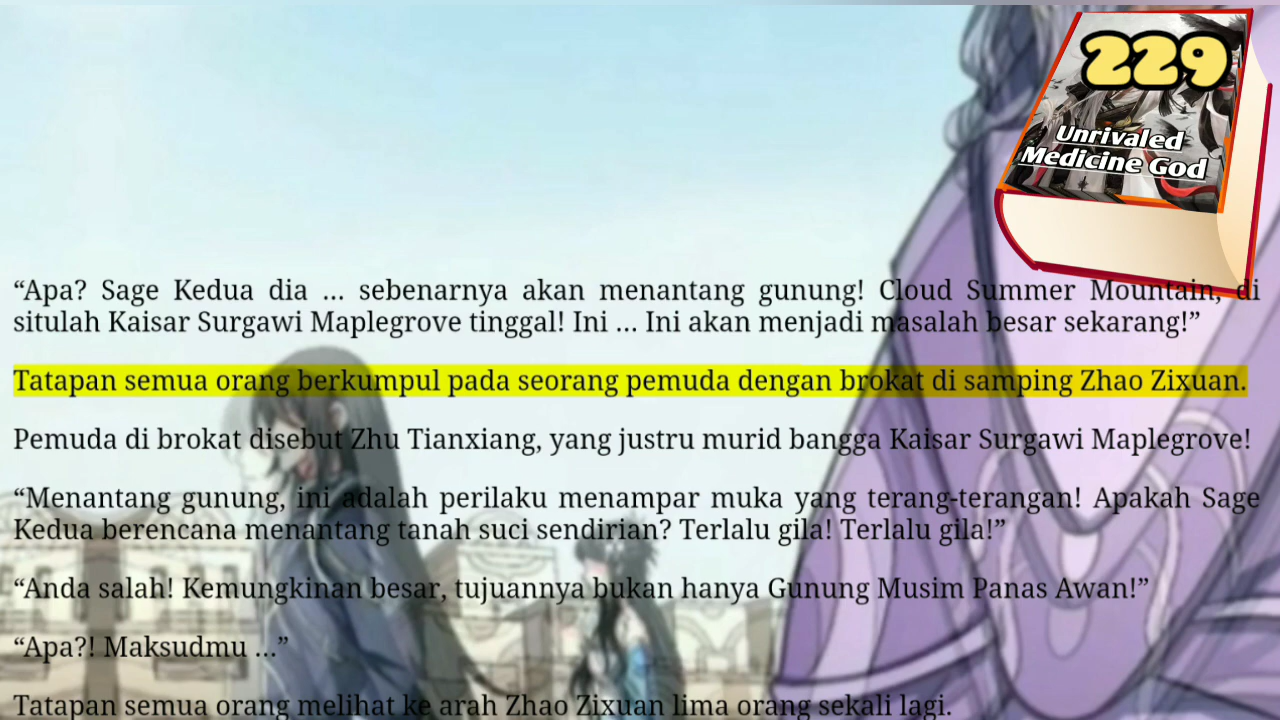 229
Unrivaled
Medicine God
“Apa? Sage Kedua dia ... sebenarnya akan menantang gunung! Cloud Summer Mountain, di
situlah Kaisar Surgawi Maplegrove tinggal! Ini ... Ini akan menjadi masalah besar sekarang!”
Tatapan semua orang berkumpul pada seorang pemuda dengan brokat di samping Zhao Zixuan.
Pemuda di brokat disebut Zhu Tianxiang, yang justru murid bangga Kaisar Surgawi Maplegrove!
“Menantang gunung, ini adalah perilaku menampar muka yang terang-terangan! Apakah Sage
Kedua berencana menantang tanah suci sendirian? Terlalu gila! Terlalu gila!”
“Anda salah! Kemungkinan besar, tujuannya bukan hanya Gunung Musim Panas Awan!”
“Apa?! Maksudmu ...”
Tatapan semua orang melihat ke arah Zhao Zixuan lima orang sekali lagi.